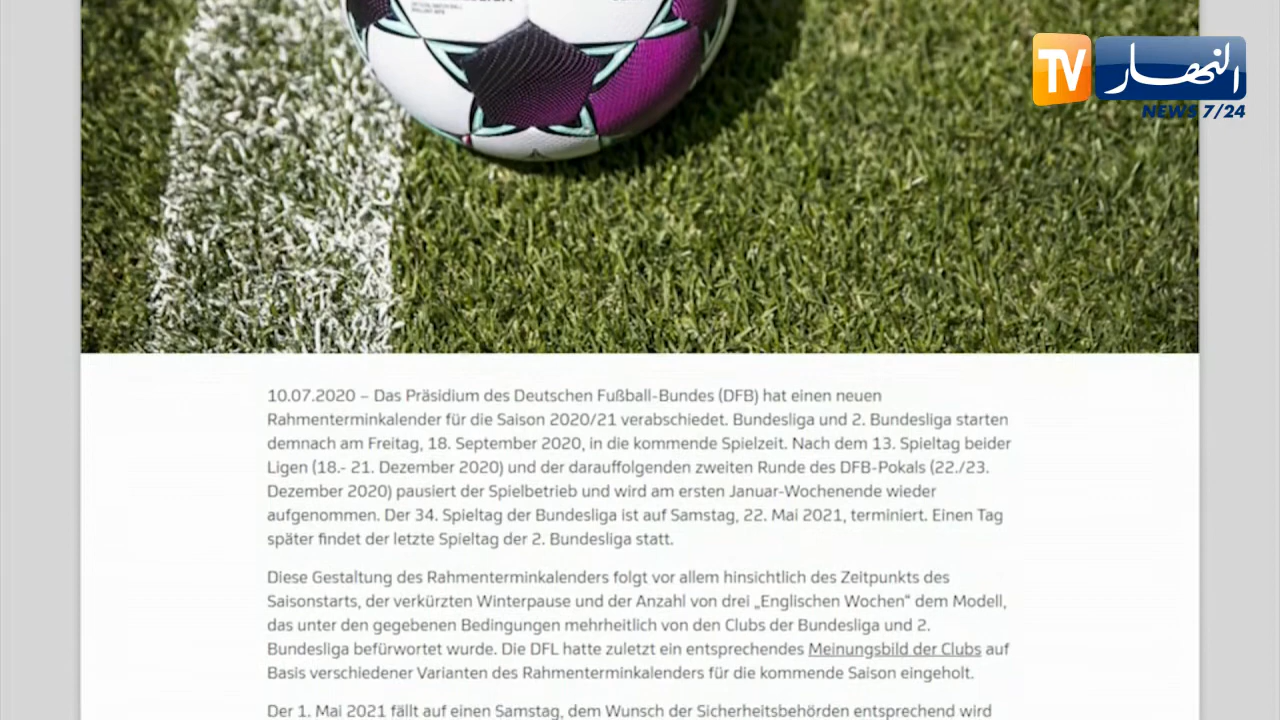 TV النهار
NEWS 7/24
10.07.2020 – Das Präsidium des Deutschen Fußball-Bundes (DFB) hat einen neuen
Rahmenterminkalender für die Saison 2020/21 verabschiedet. Bundesliga und 2. Bundesliga starten
demnach am Freitag, 18. September 2020, in die kommende Spielzeit. Nach dem 13. Spieltag beider
Ligen (18.- 21. Dezember 2020) und der darauffolgenden zweiten Runde des DFB-Pokals (22./23.
Dezember 2020) pausiert der Spielbetrieb und wird am ersten Januar-Wochenende wieder
aufgenommen. Der 34. Spieltag der Bundesliga ist auf Samstag, 22. Mai 2021, terminiert. Einen Tag
später findet der letzte Spieltag der 2. Bundesliga statt.
Diese Gestaltung des Rahmenterminkalenders folgt vor allem hinsichtlich des Zeitpunkts des
Saisonstarts, der verkürzten Winterpause und der Anzahl von drei „Englischen Wochen“ dem Modell,
das unter den gegebenen Bedingungen mehrheitlich von den Clubs der Bundesliga und 2.
Bundesliga befürwortet wurde. Die DFL hatte zuletzt ein entsprechendes Meinungsbild der Clubs auf
Basis verschiedener Varianten des Rahmenterminkalenders für die kommende Saison eingeholt.
Der 1. Mai 2021 fällt auf einen Samstag, dem Wunsch der Sicherheitsbehörden entsprechend wird